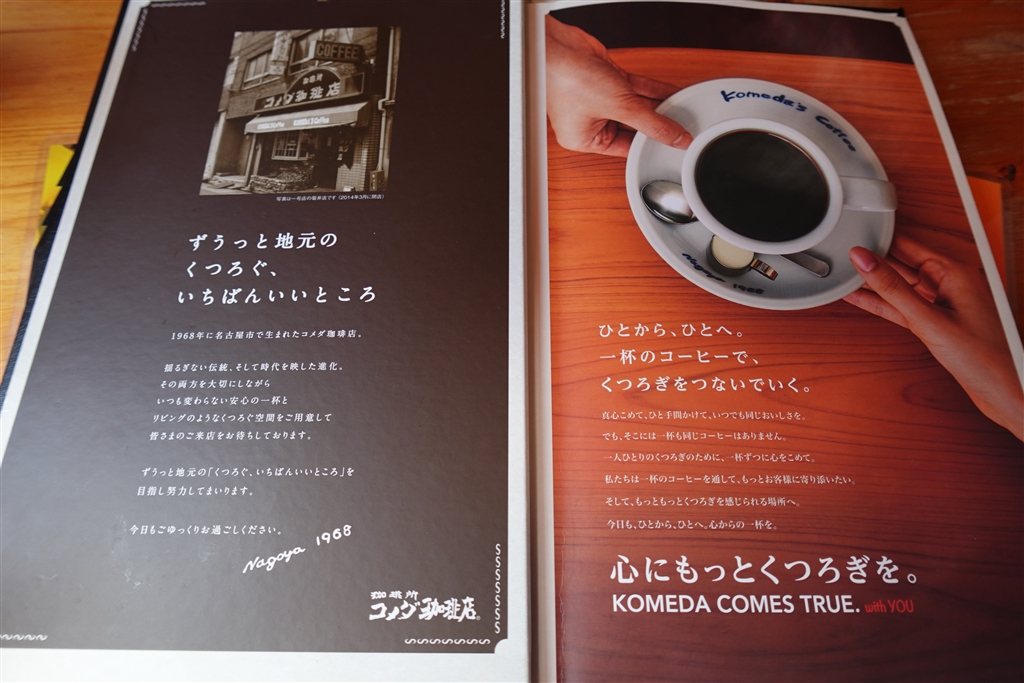 COFFEE
珈琲所
コメダ珈琲店
KOMEDA'S Coffee
写真は一号店の菊井店です（2014年3月に閉店）
ずうっと地元の
くつろぐ、
いちばんいいところ
1968年に名古屋市で生まれたコメダ珈琲店。
揺るぎない伝統、そして時代を映した進化。
その両方を大切にしながら
いつも変わらない安心の一杯と
リビングのようなくつろぐ空間をご用意して
皆さまのご来店をお待ちしております。
ずうっと地元の「くつろぐ、いちばんいいところ」を
目指し努力してまいります。
今日もごゆっくりお過ごしください。
Nagoya 1968
珈琲所
コメダ珈琲店®
Komeda's Coffee
Nagoya 1968
ひとから、ひとへ。
一杯のコーヒーで、
くつろぎをつないでいく。
真心こめて、ひと手間かけて、いつでも同じおいしさを。
でも、そこには一杯も同じコーヒーはありません。
一人ひとりのくつろぎのために、一杯ずつに心をこめて。
私たちは一杯のコーヒーを通して、もっとお客様に寄り添いたい。
そして、もっともっとくつろぎを感じられる場所へ。
今日も、ひとから、ひとへ。心からの一杯を。
心にもっとくつろぎを。
KOMEDA COMES TRUE. with YOU